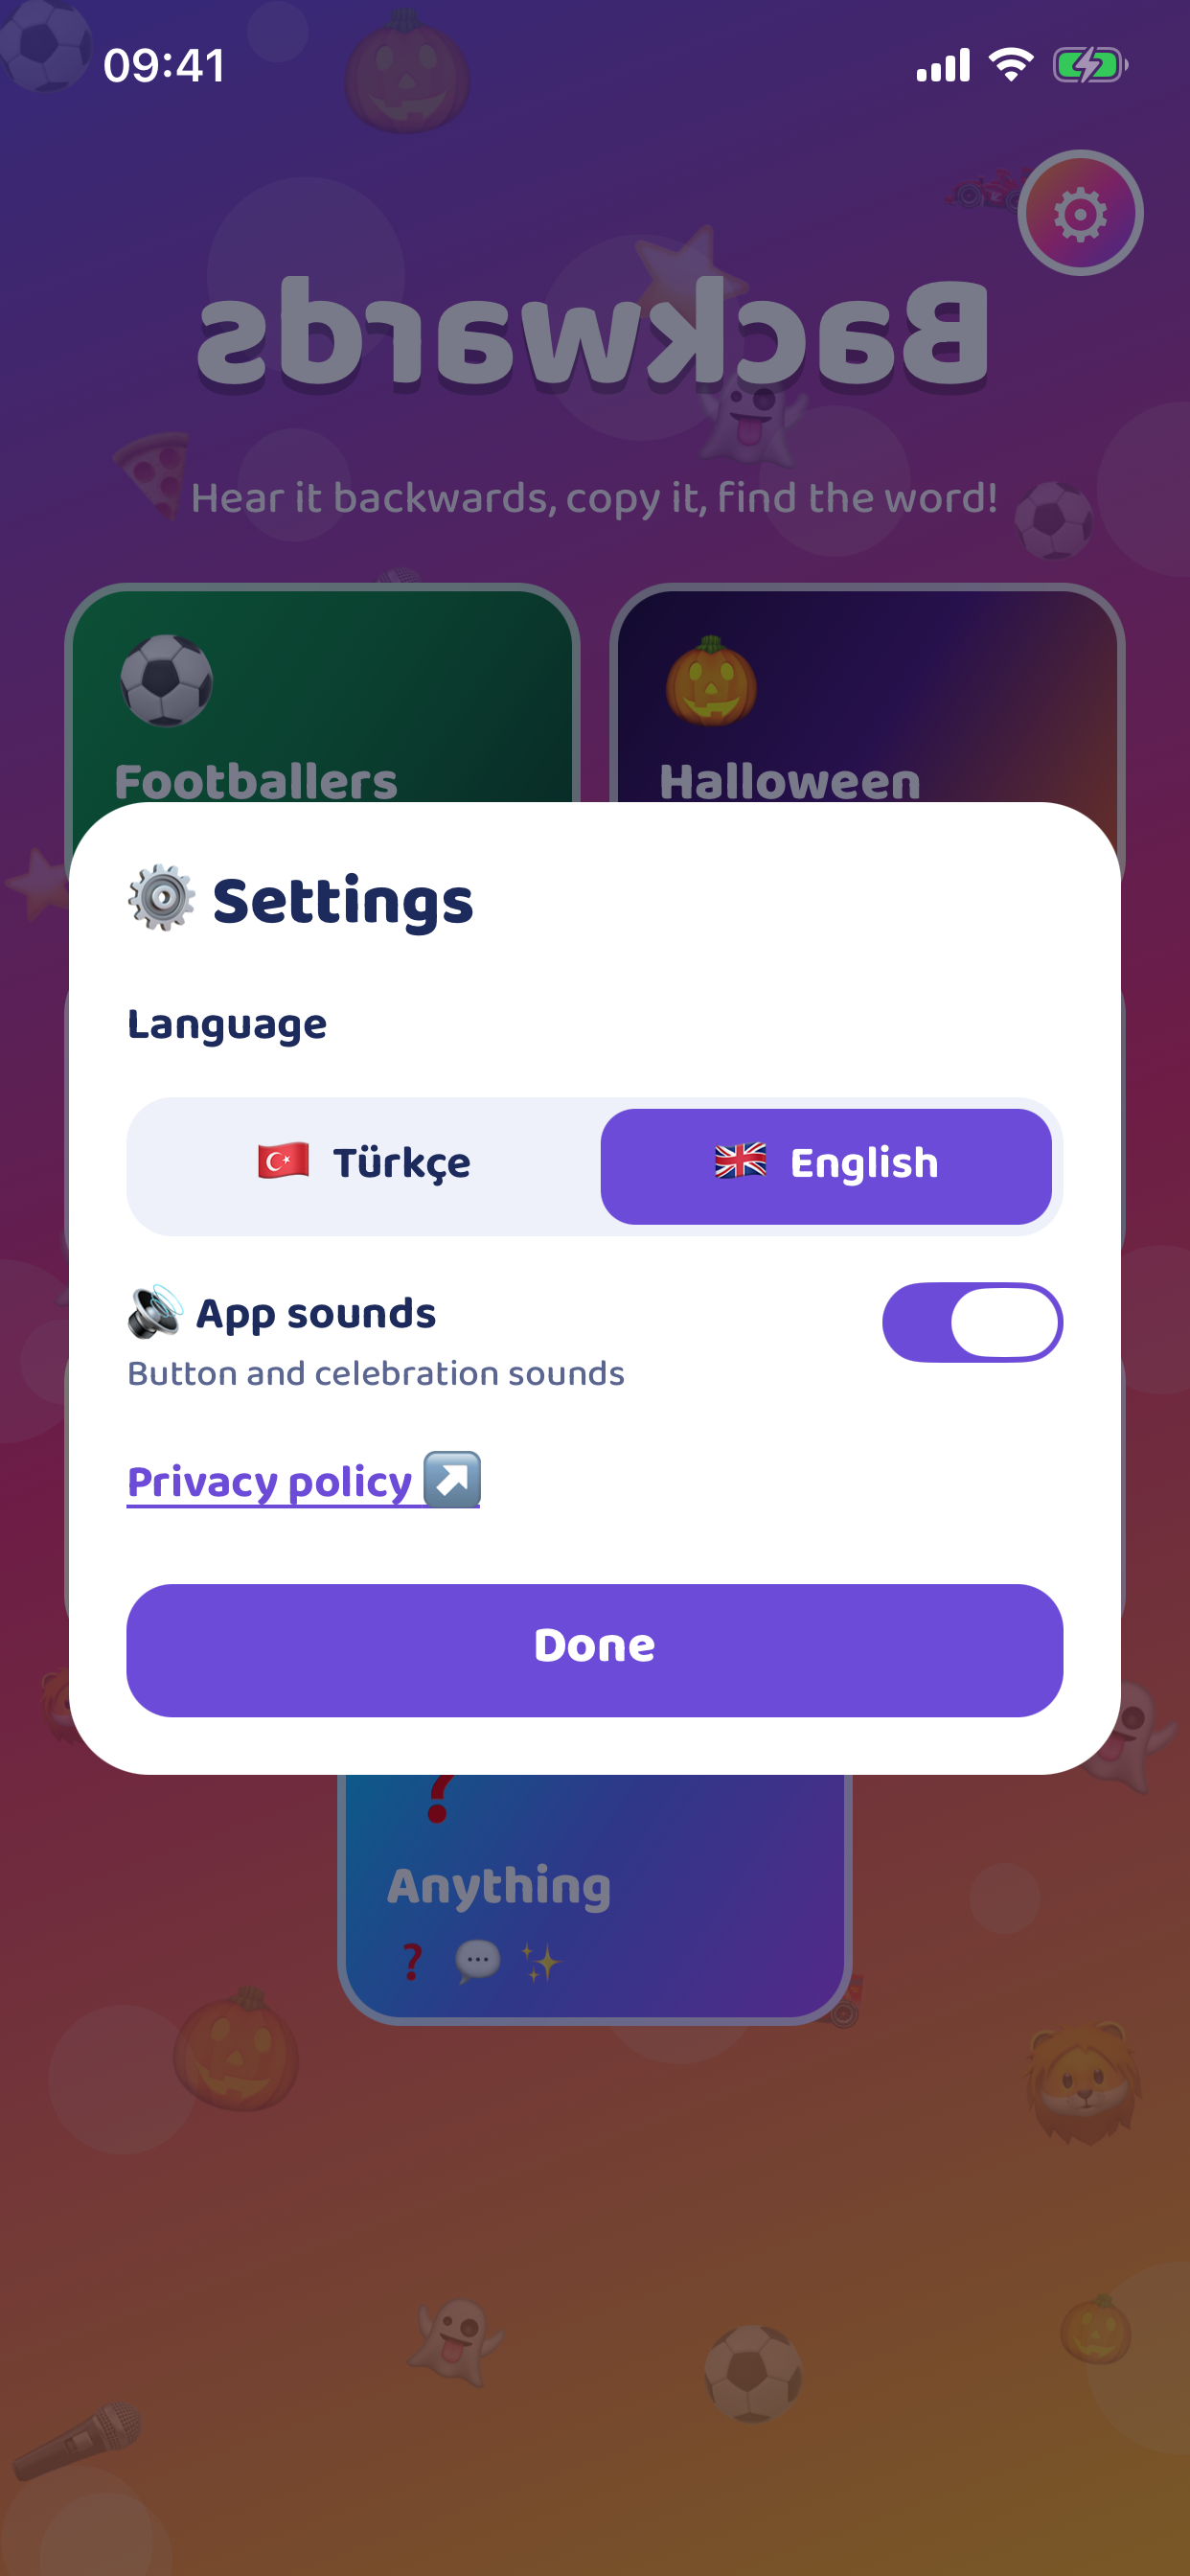 09:41
Backwards
Hear it backwards, copy it, find the word!
Footballers
Halloween
Settings
Language
Türkçe
English
App sounds
Button and celebration sounds
Privacy policy
Done
Anything